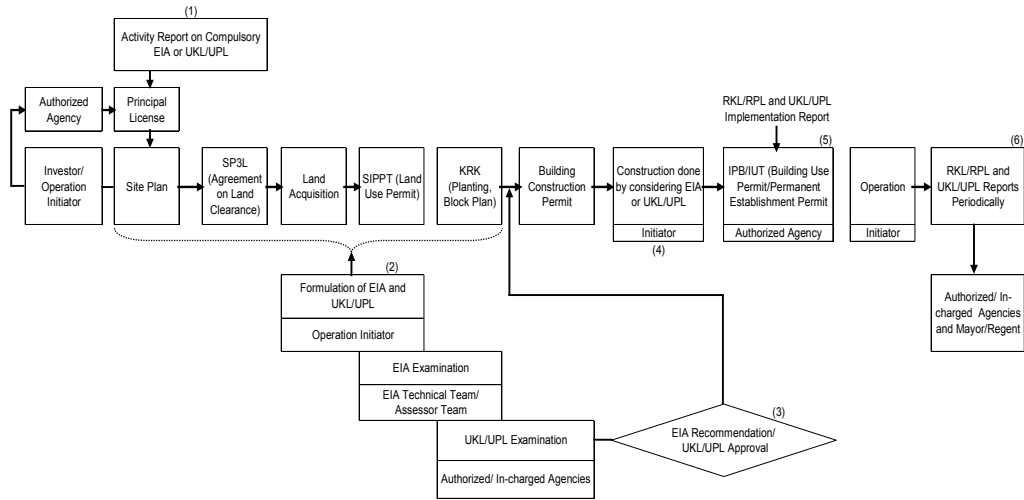 (1)
Activity Report on Compulsory
EIA or UKL/UPL
Authorized
Agency
Principal
License
RKL/RPL and UKL/UPL
Implementation Report
Investor/
Operation
Initiator
Site Plan
SP3L
(Agreement
on Land
Clearance)
Land
Acquisition
SIPPT (Land
Use Permit)
KRK
(Planting,
Block Plan)
Building
Construction
Permit
Construction done
by considering EIA
or UKL/UPL
Initiator
(4)
(5)
IPB/IUT (Building Use
Permit/Permanent
Establishment Permit
Authorized Agency
Operation
Initiator
(6)
RKL/RPL and
UKL/UPL Reports
Periodically
Authorized/ In-
charged Agencies
and Mayor/Regent
(2)
Formulation of EIA and
UKL/UPL
Operation Initiator
EIA Examination
EIA Technical Team/
Assessor Team
UKL/UPL Examination
Authorized/ In-charged Agencies
(3)
EIA Recommendation/
UKL/UPL Approval